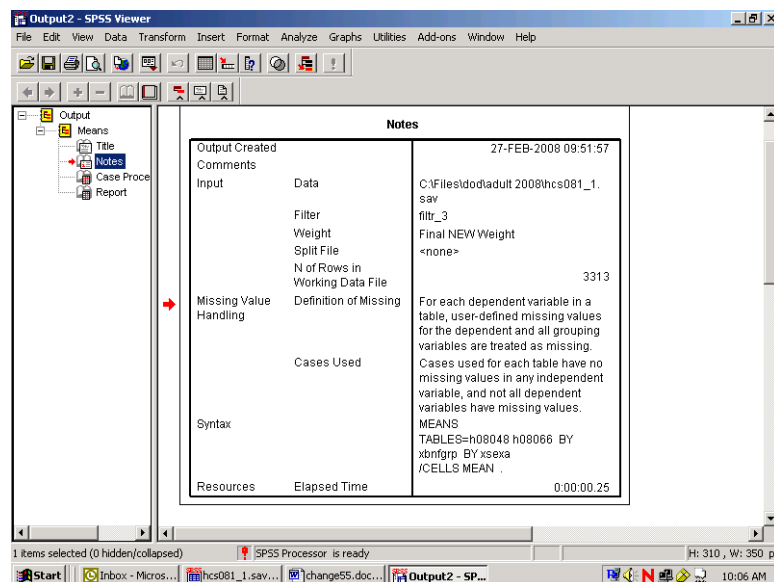 Output2 - SPSS Viewer
File Edit View Data Transform Insert Format Analyze Graphs Utilities Add-ons Window Help
Output
Means
Title
Notes
Case Proce
Report
Notes
Output Created 27-FEB-2008 09:51:57
Comments
Input Data C:\Files\dod\adult 2008\hcs081_1.
sav
Filter filtr_3
Weight Final NEW Weight
Split File <none>
N of Rows in
Working Data File 3313
Missing Value Handling Definition of Missing For each dependent variable in a
table, user-defined missing values
for the dependent and all grouping
variables are treated as missing.
Cases Used Cases used for each table have no
missing values in any independent
variable, and not all dependent
variables have missing values.
Syntax MEANS
TABLES=h08048 h08066 BY
xbnfgrp BY xsexa
/CELLS MEAN .
Resources Elapsed Time 0:00:00.25
1 items selected (0 hidden/collapsed) SPSS Processor is ready H: 310 , W: 350 p
Start Inbox - Micros... hcs081_1.sav... change55.doc... Output2 - SP... 10:06 AM